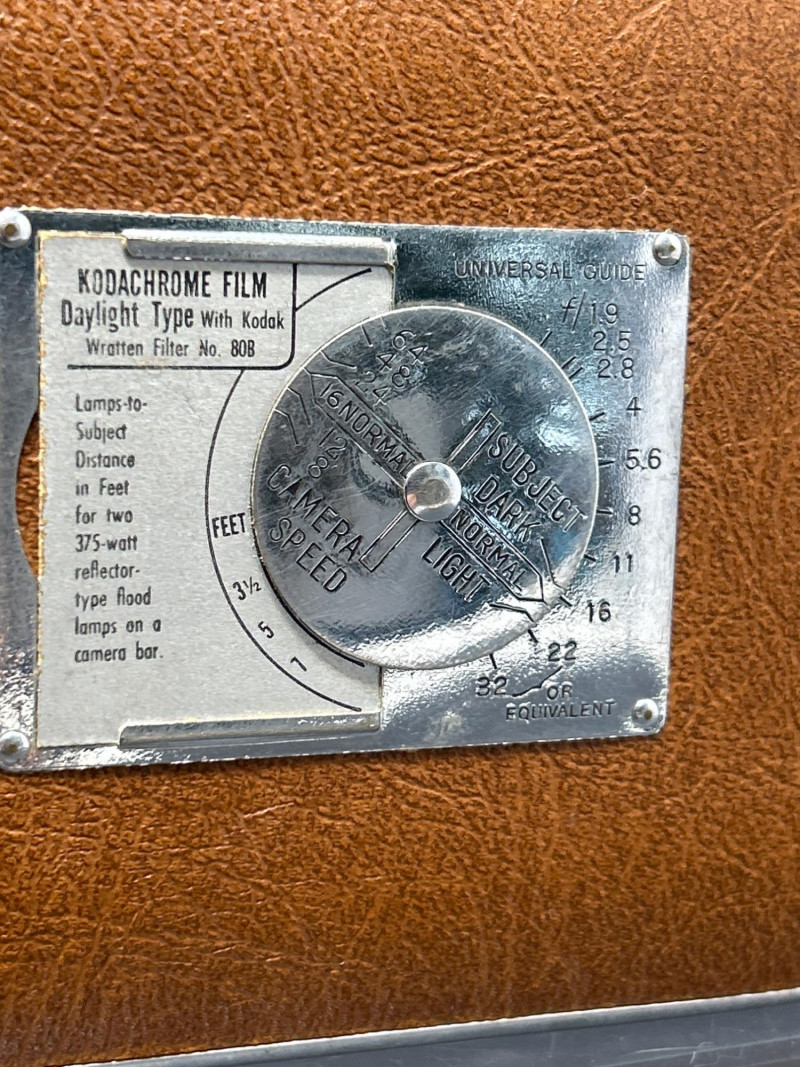 KODACHROME FILM
Daylight Type With Kodak
Wratten Filter No. 80B
Lamps-to-
Subject
Distance
in Feet
for two
375-watt
reflector-
type flood
lamps on a
camera bar.
FEET
3½
5
7
64
48
24
16 NORMAL
12
8
CAMERA
SPEED
SUBJECT
DARK
NORMAL
LIGHT
UNIVERSAL GUIDE
f/1.9
2.5
2.8
4
5.6
8
11
16
22
32
OR
EQUIVALENT